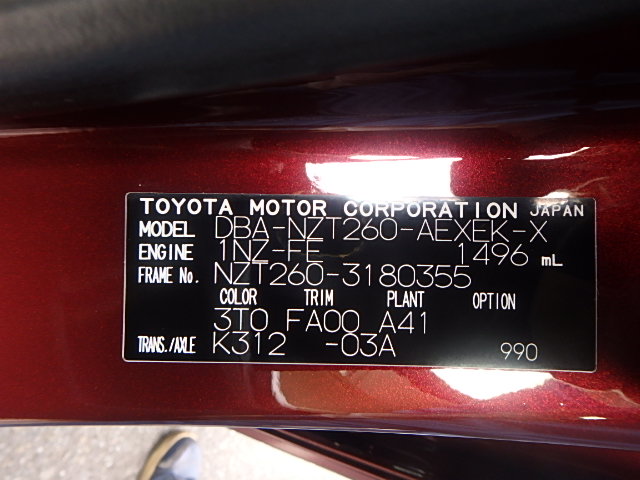 TOYOTA MOTOR CORPORATION JAPAN
MODEL DBA-NZT260-AEXEK-X
ENGINE 1NZ-FE 1496 mL
FRAME No. NZT260-3180355
COLOR TRIM PLANT OPTION
3T0 FA00 A41
TRANS./AXLE K312 -03A 990